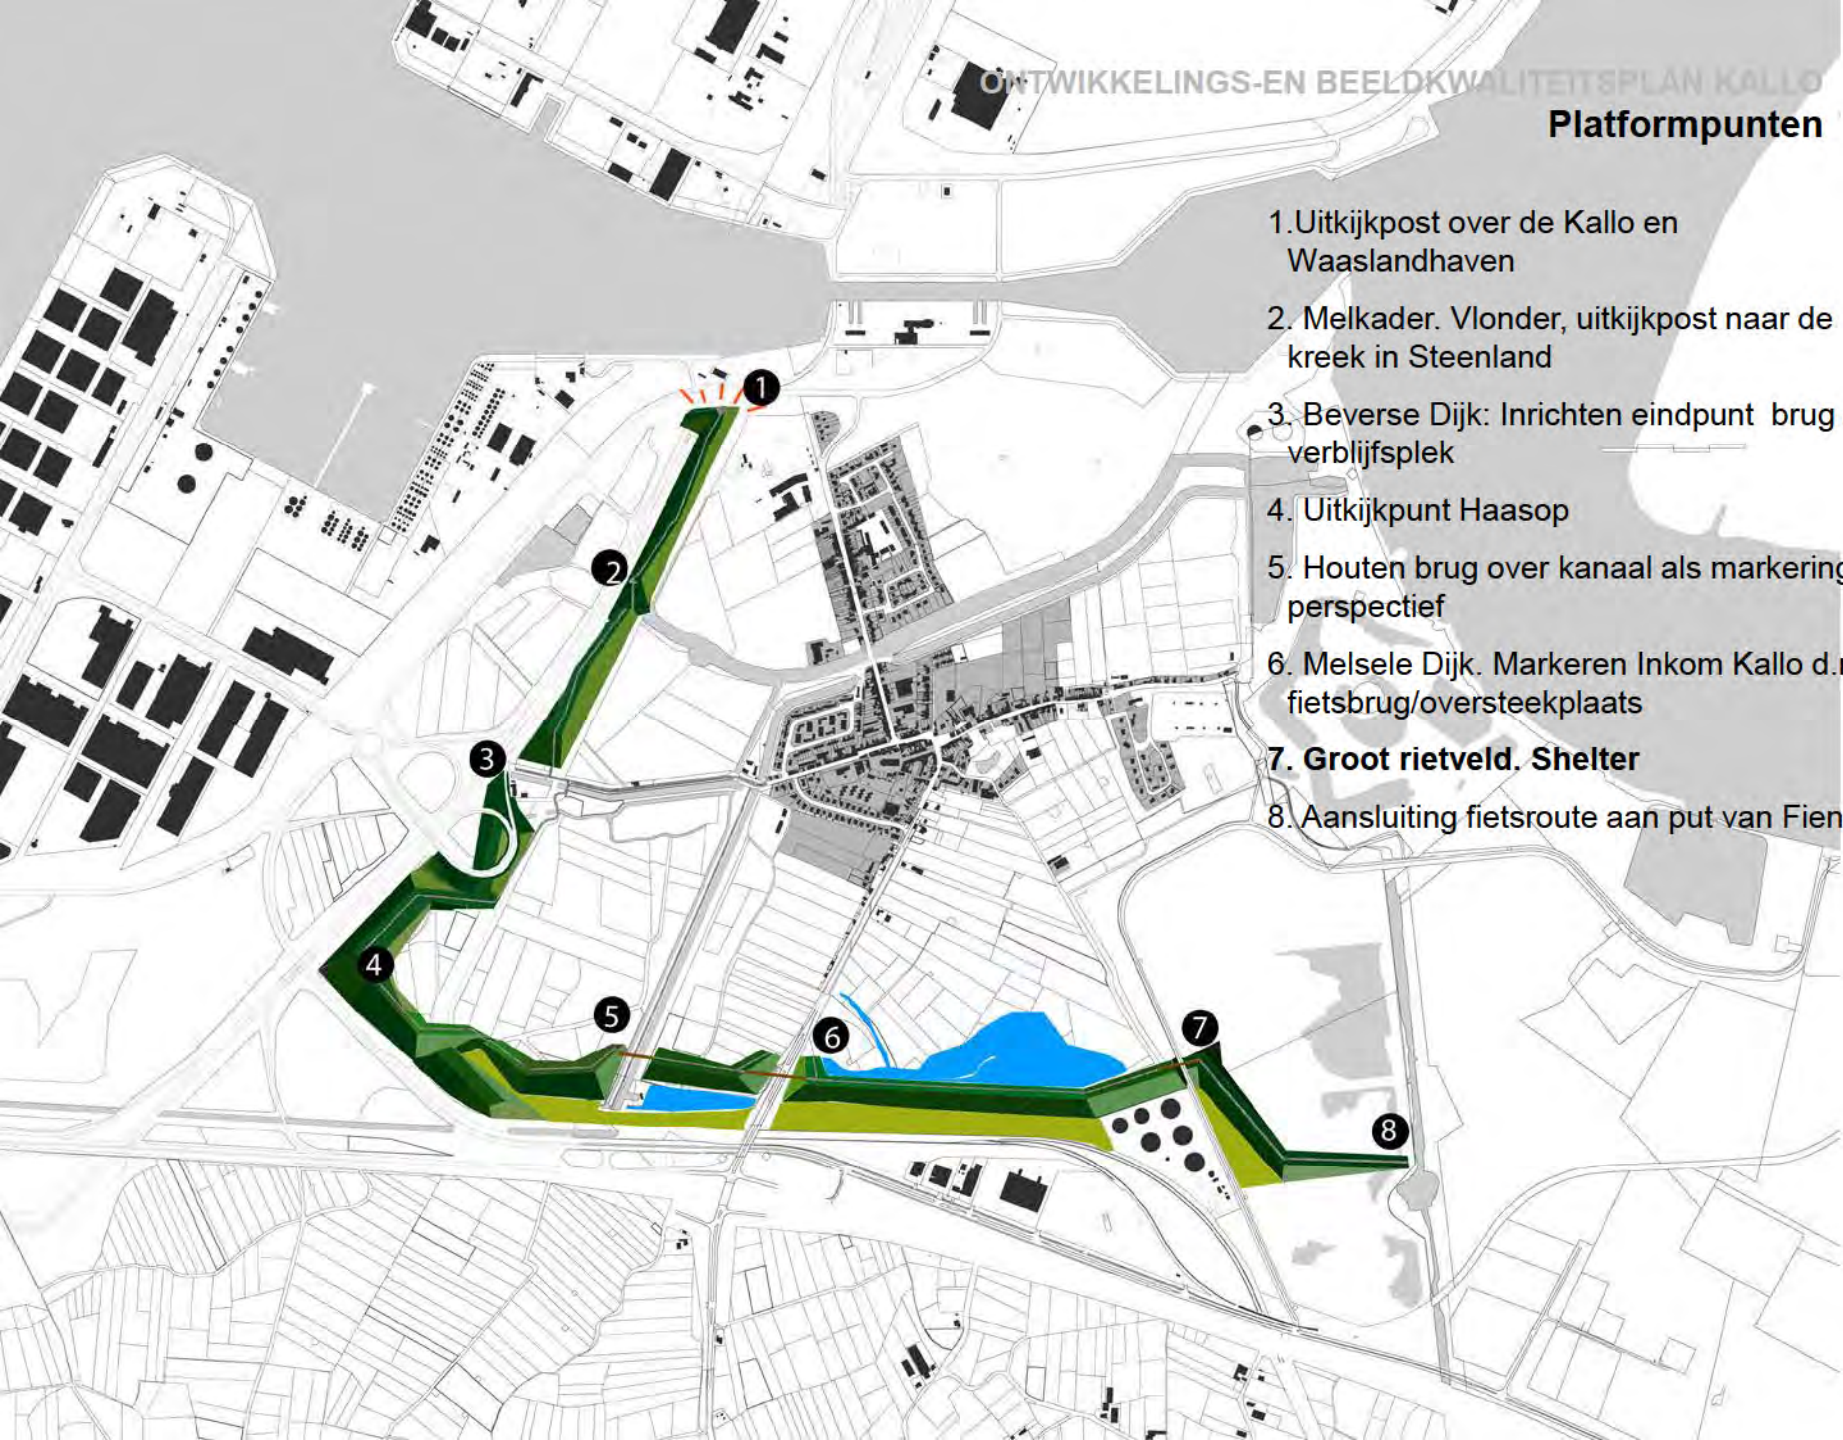 ONTWIKKELINGS-EN BEELDKWALITEITSPLAN KALLO
Platformpunten
1.Uitkijkpost over de Kallo en
Waaslandhaven
2. Melkader. Vlonder, uitkijkpost naar de
kreek in Steenland
3. Beverse Dijk: Inrichten eindpunt brug
verblijfsplek
4. Uitkijkpunt Haasop
5. Houten brug over kanaal als markering
perspectief
6. Melsele Dijk. Markeren Inkom Kallo
fietsbrug/oversteekplaats
7. Groot rietveld. Shelter
8. Aansluiting fietsroute aan put van Fien
1
2
3
4
5
6
7
8